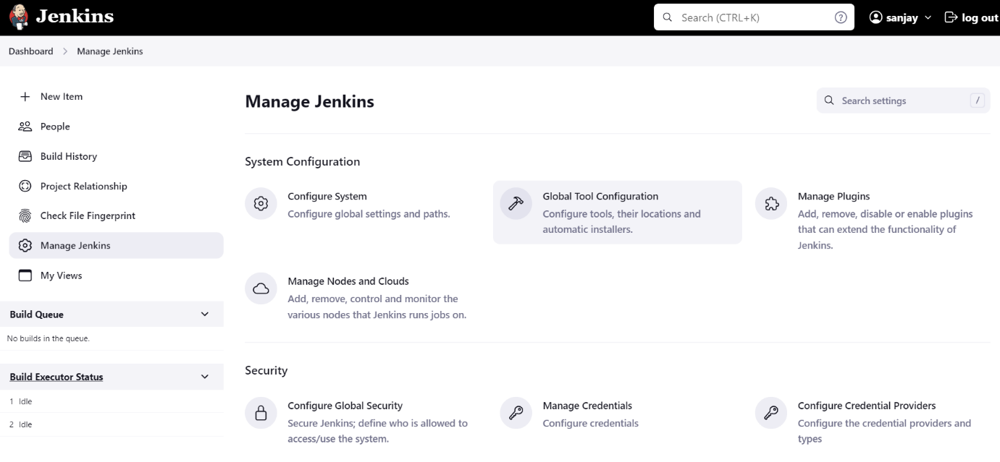 Jenkins
Search (CTRL+K)
?
sanjay
log out
Dashboard
Manage Jenkins
New Item
People
Build History
Project Relationship
Check File Fingerprint
Manage Jenkins
My Views
Build Queue
No builds in the queue.
Build Executor Status
1 Idle
2 Idle
Manage Jenkins
Search settings
/
System Configuration
Configure System
Configure global settings and paths.
Global Tool Configuration
Configure tools, their locations and
automatic installers.
Manage Plugins
Add, remove, disable or enable plugins
that can extend the functionality of
Jenkins.
Manage Nodes and Clouds
Add, remove, control and monitor the
various nodes that Jenkins runs jobs on.
Security
Configure Global Security
Secure Jenkins; define who is allowed to
access/use the system.
Manage Credentials
Configure credentials
Configure Credential Providers
Configure the credential providers and
types